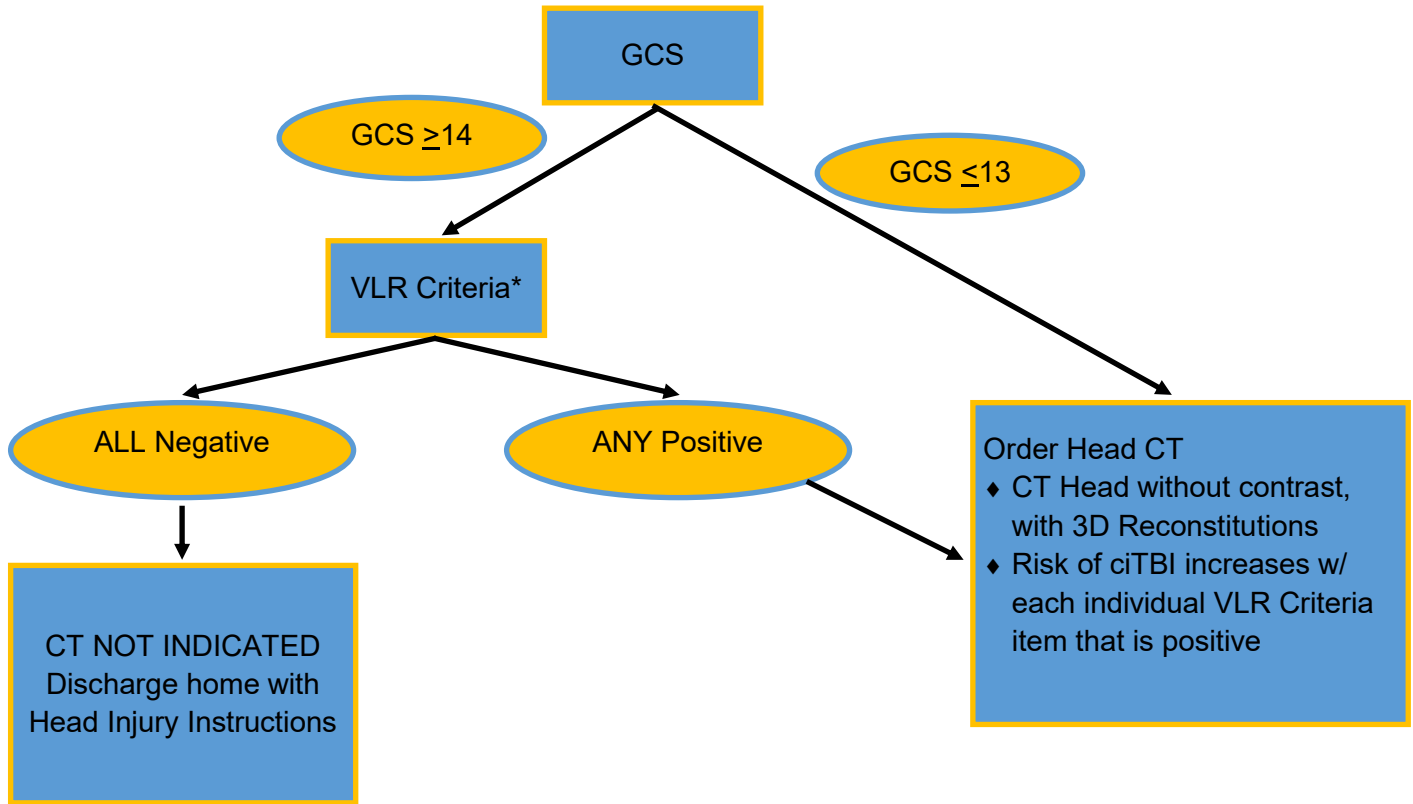 GCS
GCS ≥14
GCS ≤13
VLR Criteria*
ALL Negative
ANY Positive
Order Head CT
♦ CT Head without contrast,
with 3D Reconstitutions
♦ Risk of ciTBI increases w/
each individual VLR Criteria
item that is positive
CT NOT INDICATED
Discharge home with
Head Injury Instructions